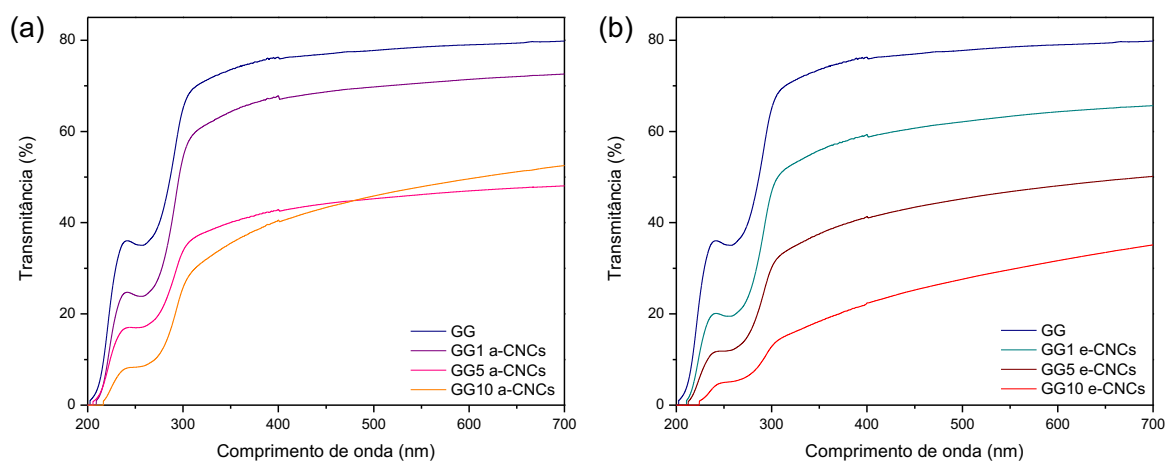 (a)
80
60
40
20
0
Transmitância (%)
GG
GG1 a-CNCs
GG5 a-CNCs
GG10 a-CNCs
200 300 400 500 600 700
Comprimento de onda (nm)
(b)
80
60
40
20
0
Transmitância (%)
GG
GG1 e-CNCs
GG5 e-CNCs
GG10 e-CNCs
200 300 400 500 600 700
Comprimento de onda (nm)